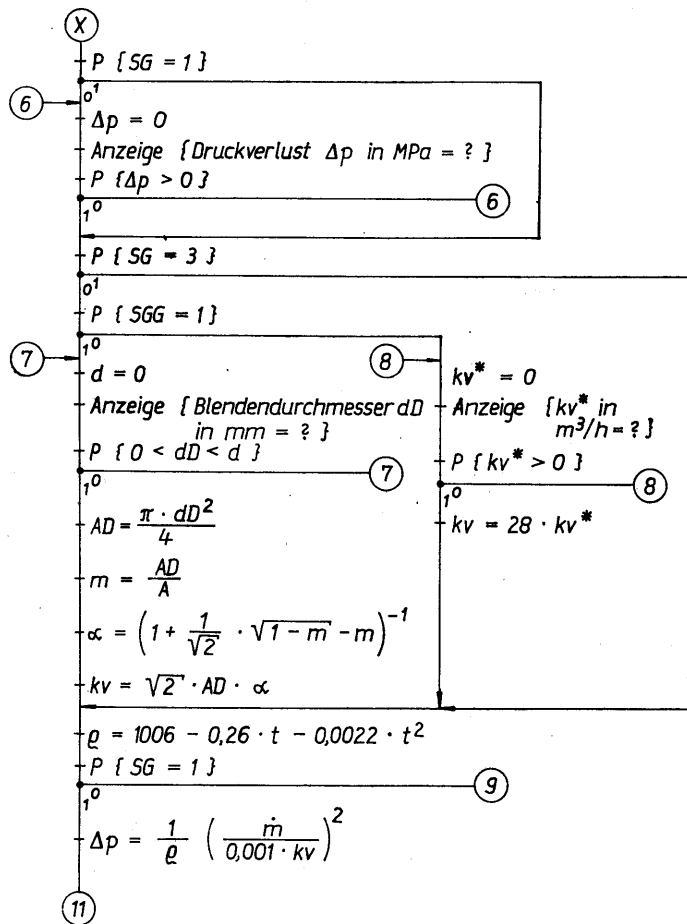 X
P {SG = 1}
0 1
6
Δp = 0
Anzeige {Druckverlust Δp in MPa = ?}
P {Δp > 0}
6
1 0
P {SG = 3}
0 1
P {SGG = 1}
1 0
7
d = 0
Anzeige {Blendendurchmesser dD
in mm = ?}
P {0 < dD < d}
7
1 0
AD = π · dD² / 4
m = AD / A
α = (1 + 1/√2 · √1 − m − m)⁻¹
kv = √2 · AD · α
8
kv* = 0
Anzeige {kv* in
m³/h = ?}
P {kv* > 0}
8
1 0
kv = 28 · kv*
ϱ = 1006 − 0,26 · t − 0,0022 · t²
P {SG = 1}
9
1 0
Δp = 1/ϱ (ṁ / 0,001 · kv)²
11